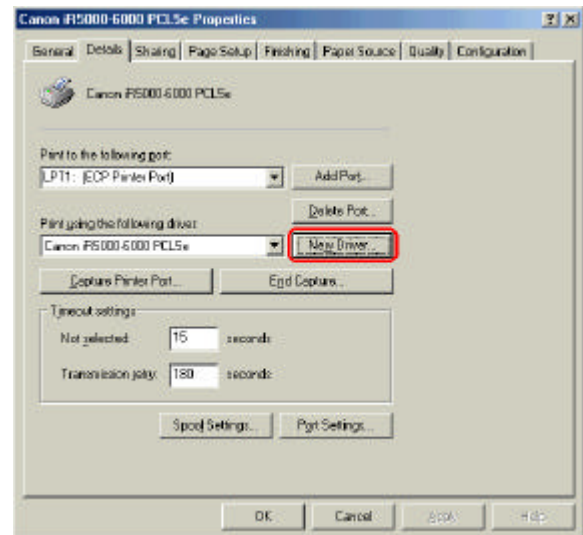 Canon iR5000-6000 PCL5e Properties
General Details Sharing Page Setup Finishing Paper Source Quality Configuration
Canon iR5000-6000 PCL5e
Print to the following port:
LPT1: (ECP Printer Port) Add Port...
Delete Port...
Print using the following driver:
Canon iR5000-6000 PCL5e New Driver...
Capture Printer Port... End Capture...
Timeout settings
Not selected: 15 seconds
Transmission retry: 180 seconds
Spool Settings... Port Settings...
OK Cancel Apply Help